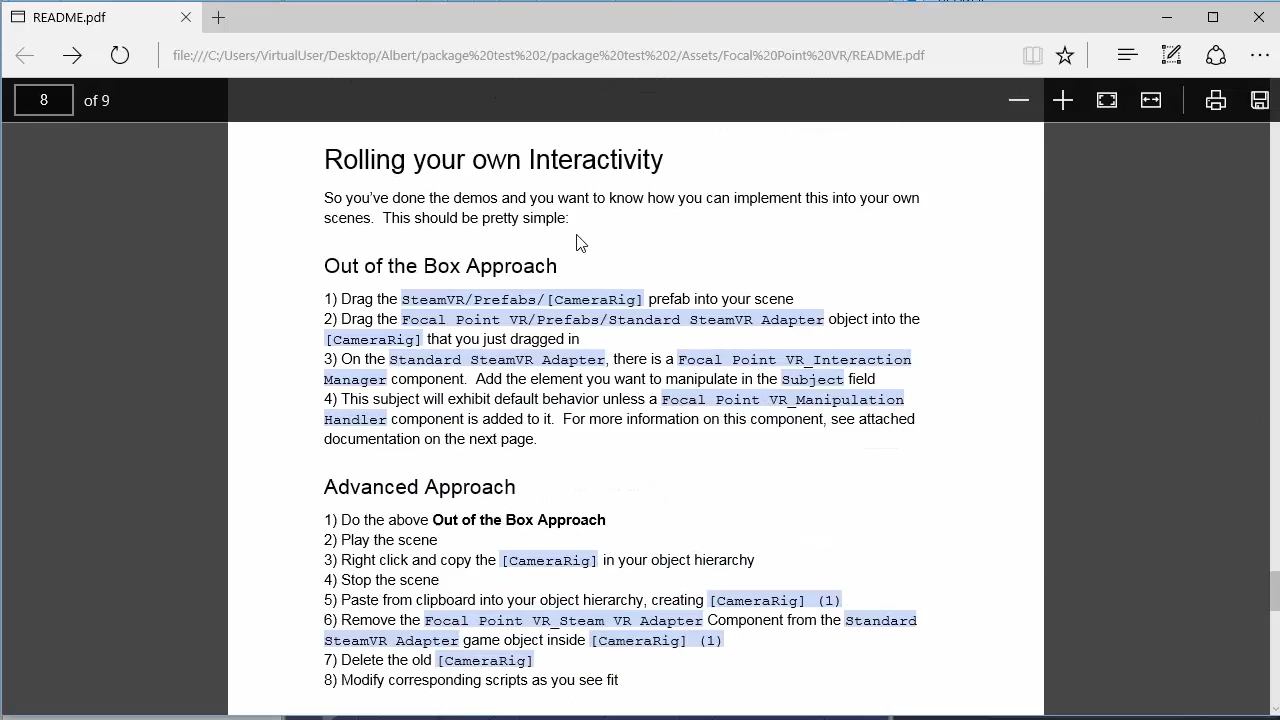 README.pdf
file:///C:/Users/VirtualUser/Desktop/Albert/package%20test%202/package%20test%202/Assets/Focal%20Point%20VR/README.pdf
8 of 9
Rolling your own Interactivity
So you've done the demos and you want to know how you can implement this into your own
scenes.  This should be pretty simple:
Out of the Box Approach
1) Drag the SteamVR/Prefabs/[CameraRig] prefab into your scene
2) Drag the Focal Point VR/Prefabs/Standard SteamVR Adapter object into the
[CameraRig] that you just dragged in
3) On the Standard SteamVR Adapter, there is a Focal Point VR_Interaction
Manager component.  Add the element you want to manipulate in the Subject field
4) This subject will exhibit default behavior unless a Focal Point VR_Manipulation
Handler component is added to it.  For more information on this component, see attached
documentation on the next page.
Advanced Approach
1) Do the above Out of the Box Approach
2) Play the scene
3) Right click and copy the [CameraRig] in your object hierarchy
4) Stop the scene
5) Paste from clipboard into your object hierarchy, creating [CameraRig] (1)
6) Remove the Focal Point VR_Steam VR Adapter Component from the Standard
SteamVR Adapter game object inside [CameraRig] (1)
7) Delete the old [CameraRig]
8) Modify corresponding scripts as you see fit